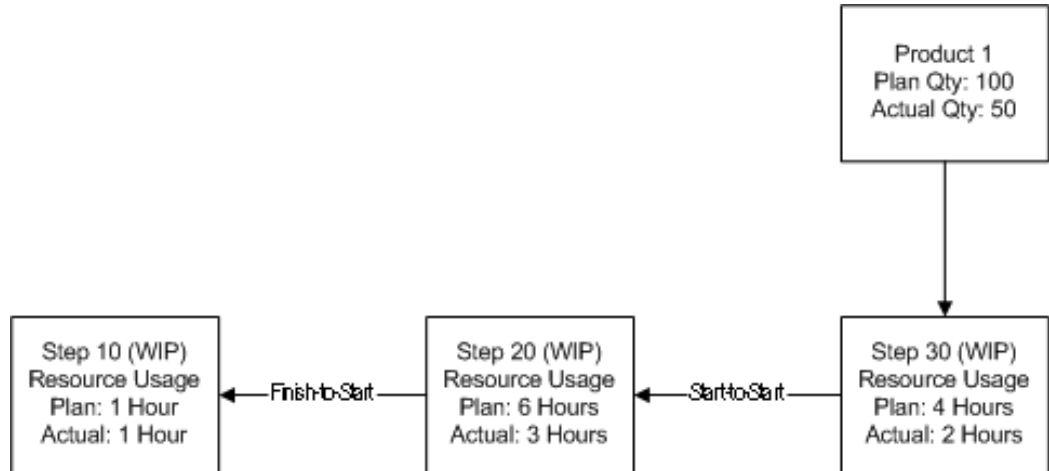 Product 1
Plan Qty: 100
Actual Qty: 50
Step 10 (WIP)
Resource Usage
Plan: 1 Hour
Actual: 1 Hour
Finish-to-Start
Step 20 (WIP)
Resource Usage
Plan: 6 Hours
Actual: 3 Hours
Start-to-Start
Step 30 (WIP)
Resource Usage
Plan: 4 Hours
Actual: 2 Hours